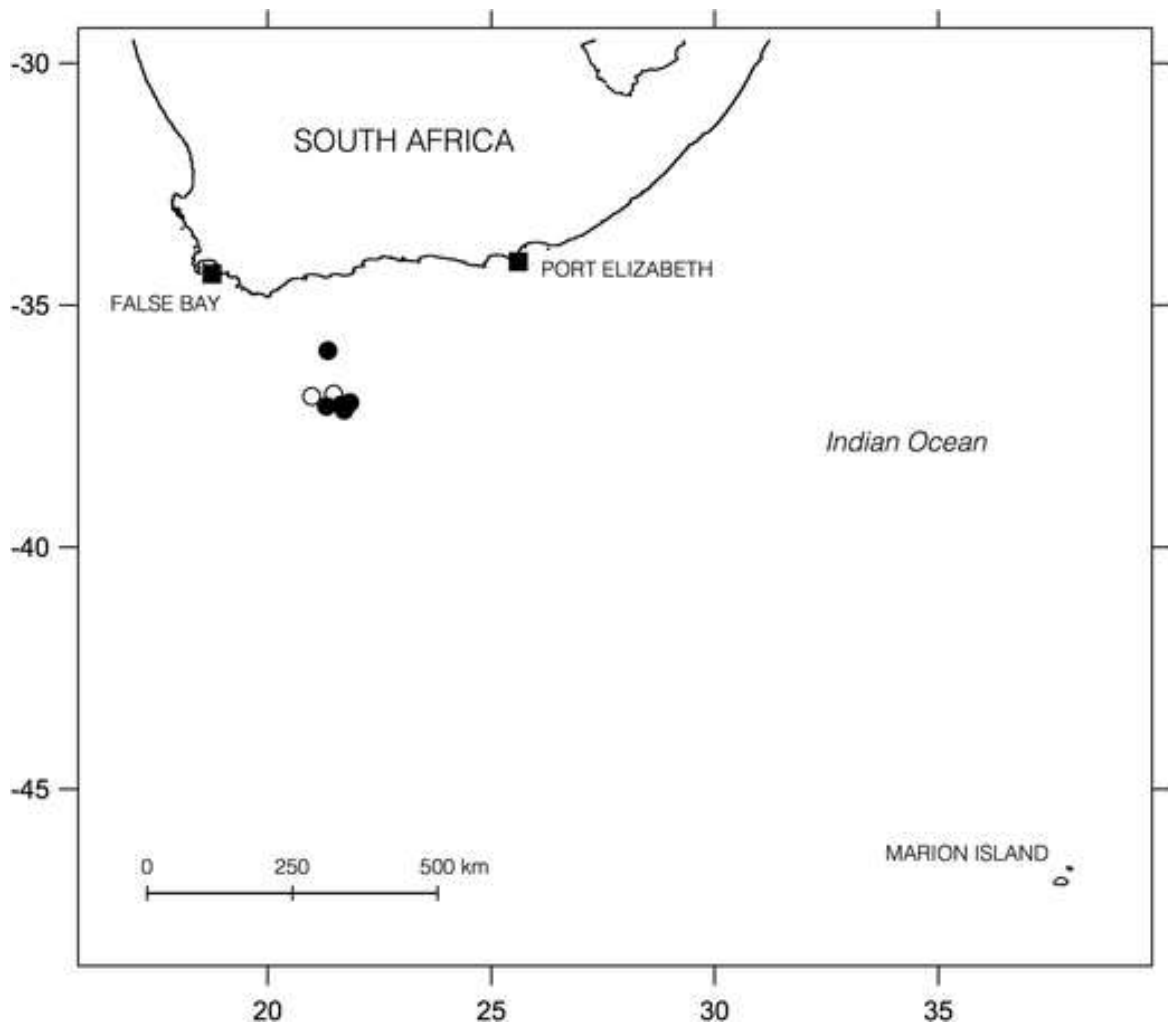 -30
SOUTH AFRICA
PORT ELIZABETH
FALSE BAY
-35
Indian Ocean
-40
-45
MARION ISLAND
0 250 500 km
20 25 30 35